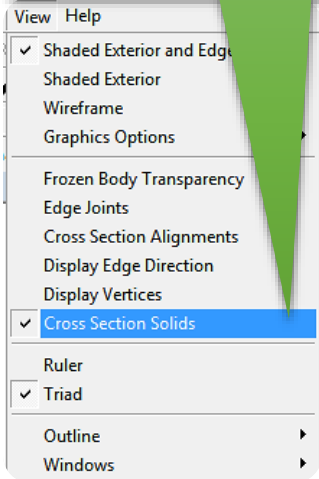 View Help
Shaded Exterior and Edge
Shaded Exterior
Wireframe
Graphics Options
Frozen Body Transparency
Edge Joints
Cross Section Alignments
Display Edge Direction
Display Vertices
Cross Section Solids
Ruler
Triad
Outline
Windows